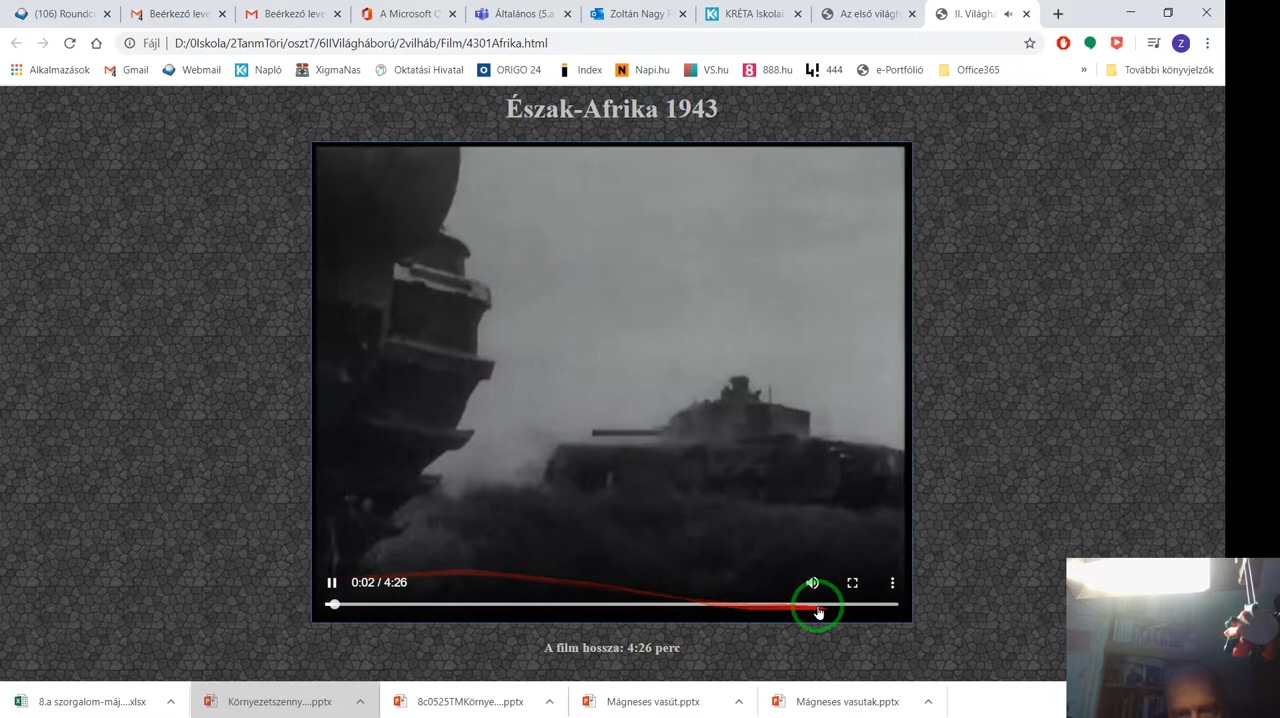 (106) Roundcu
Beérkező leve
Beérkező leve
A Microsoft O
Általános (5.a
Zoltán Nagy B
KRÉTA Iskolai
Az első világh
II. Világhá
Fájl
D:/0Iskola/2TanmTöri/oszt7/6IIVilágháború/2vilháb/Film/4301Afrika.html
Z
Alkalmazások
Gmail
Webmail
Napló
XigmaNas
Oktatási Hivatal
ORIGO 24
Index
Napi.hu
VS.hu
888.hu
444
e-Portfólió
Office365
»
További könyvjelzők
Észak-Afrika 1943
0:02 / 4:26
A film hossza: 4:26 perc
8.a szorgalom-máj....xlsx
Környezetszenny....pptx
8c0525TMKörnye....pptx
Mágneses vasút.pptx
Mágneses vasutak.pptx